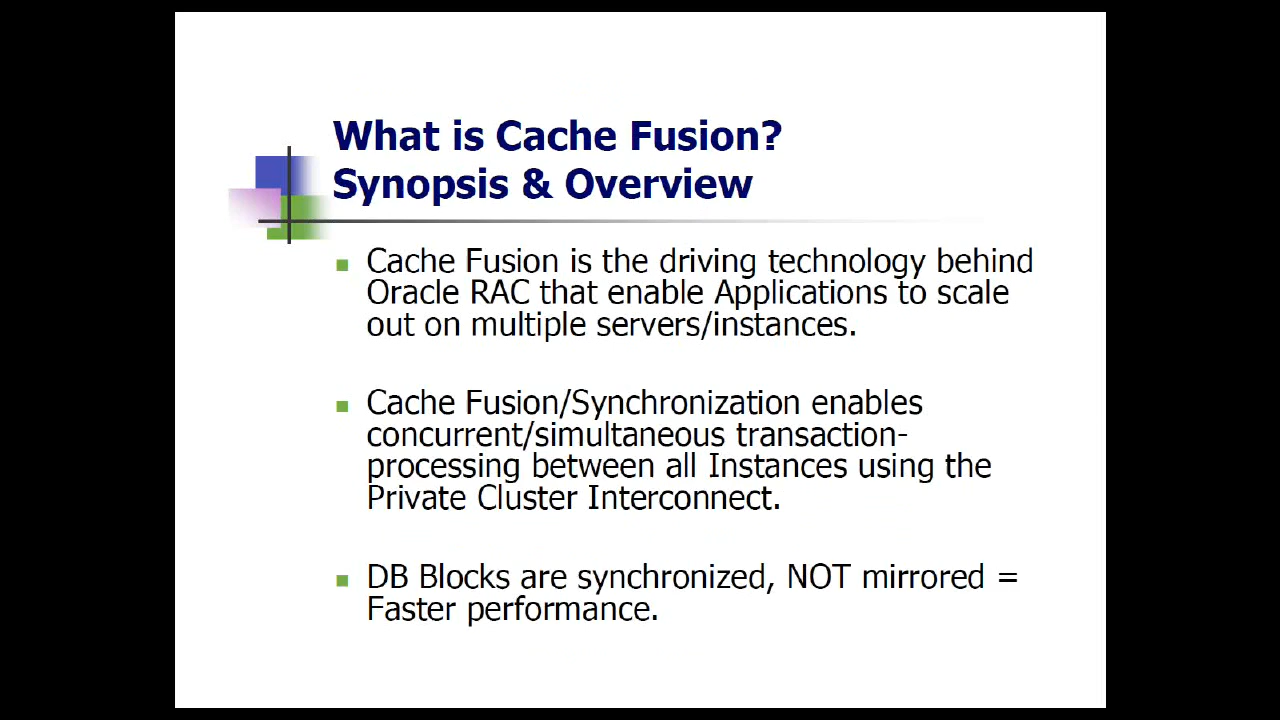 What is Cache Fusion?
Synopsis & Overview
Cache Fusion is the driving technology behind
Oracle RAC that enable Applications to scale
out on multiple servers/instances.
Cache Fusion/Synchronization enables
concurrent/simultaneous transaction-
processing between all Instances using the
Private Cluster Interconnect.
DB Blocks are synchronized, NOT mirrored =
Faster performance.